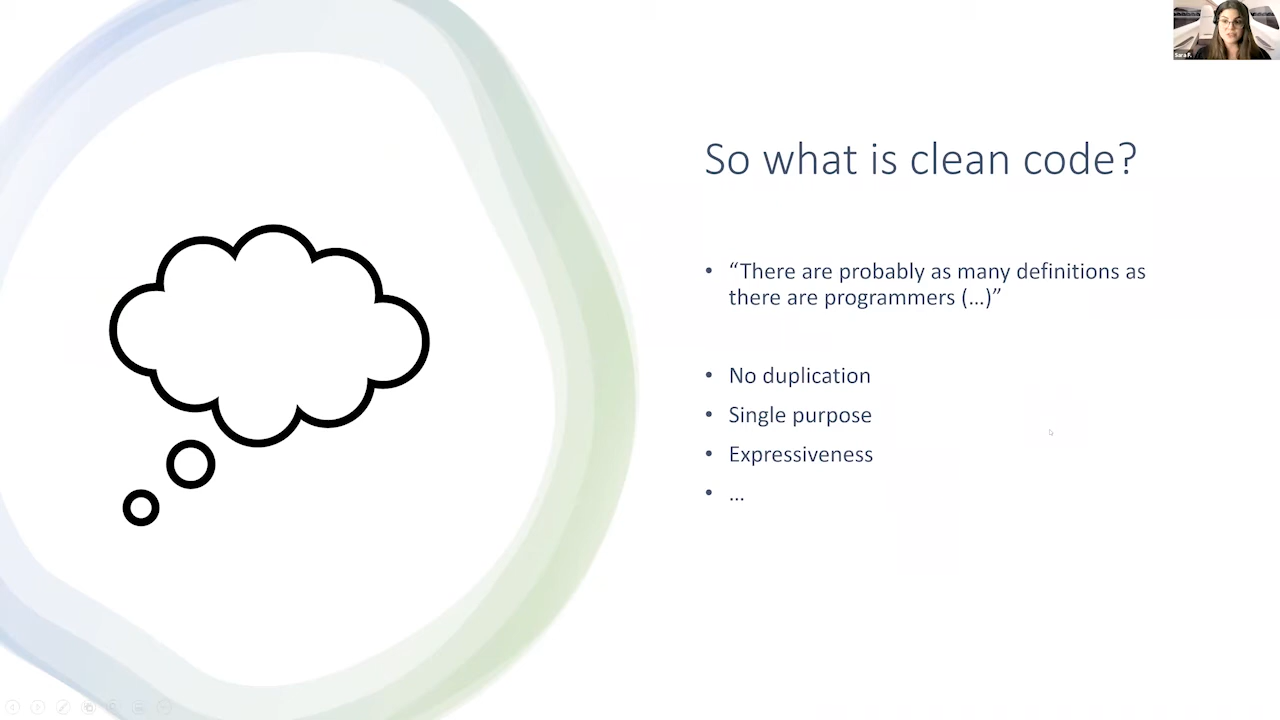 Sara F.
So what is clean code?
• “There are probably as many definitions as
there are programmers (...)”
• No duplication
• Single purpose
• Expressiveness
• ...